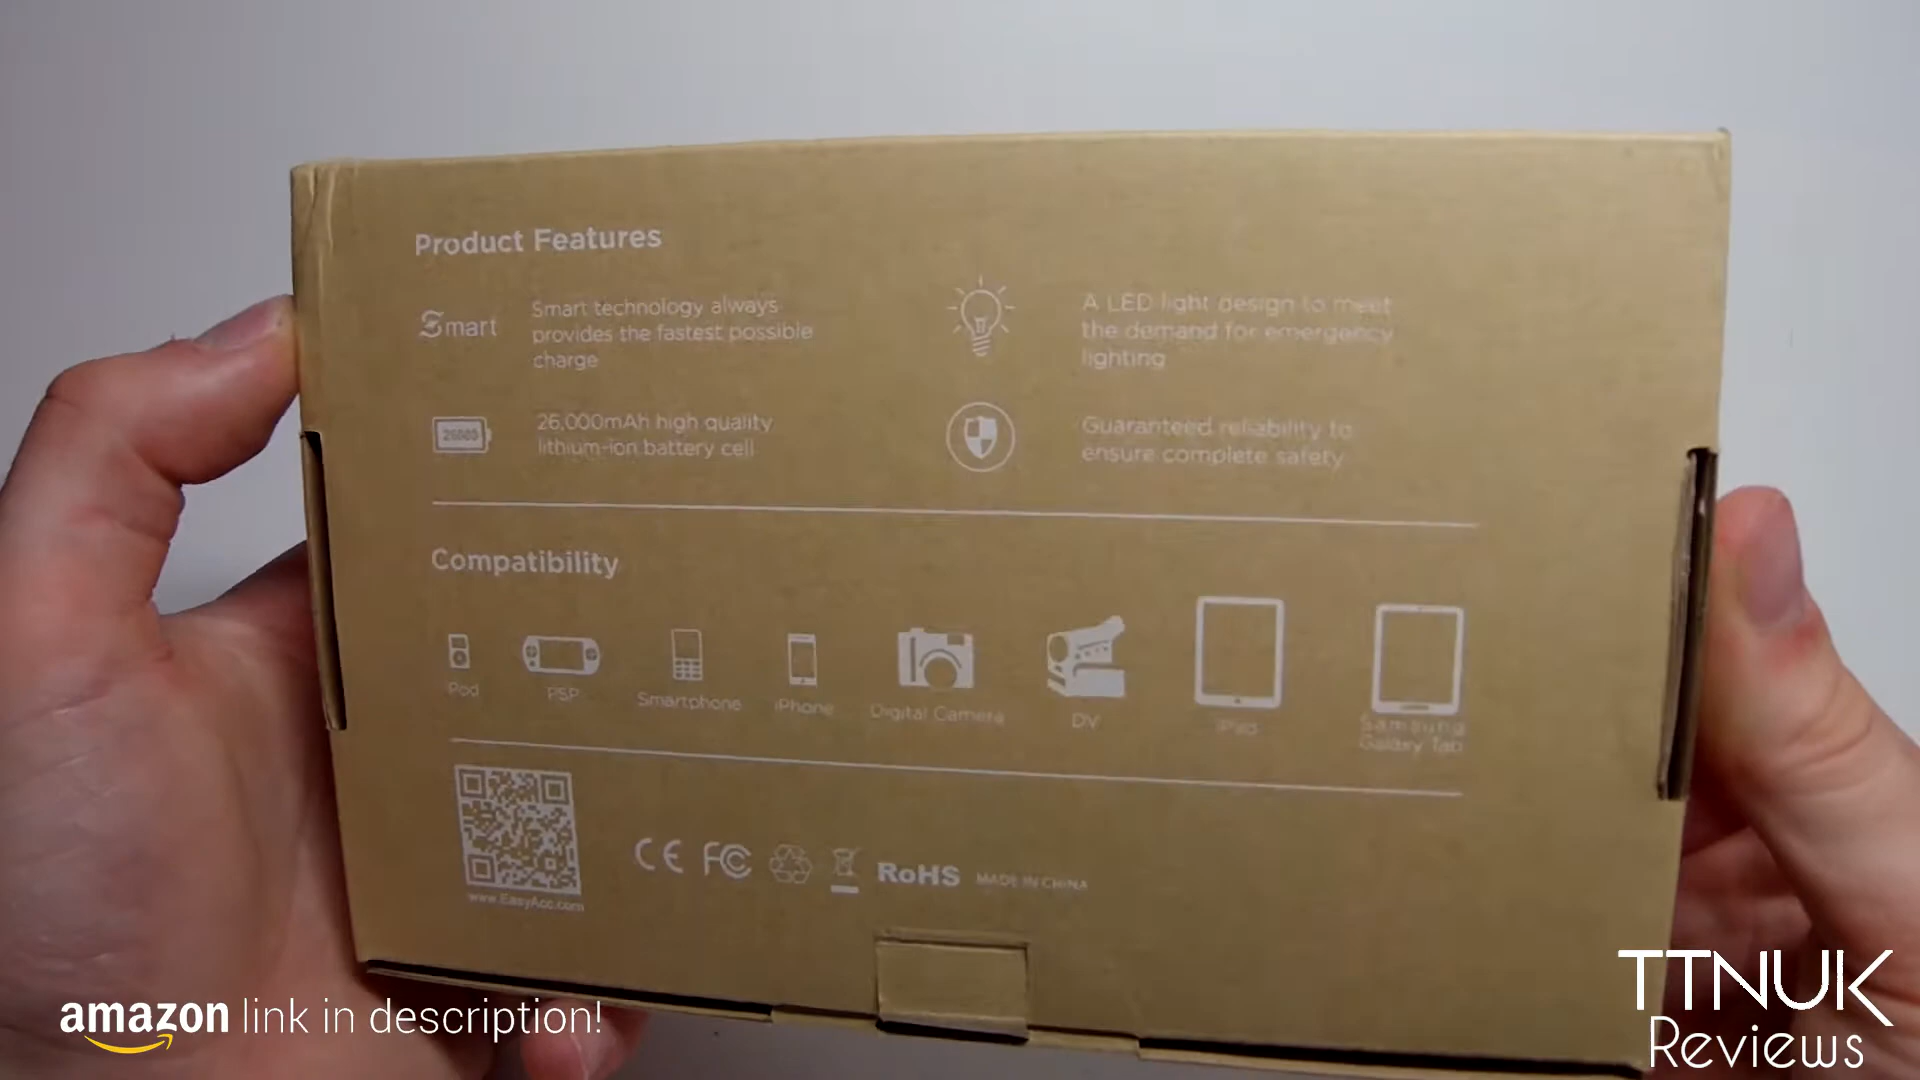 Product Features
Smart
Smart technology always
provides the fastest possible
charge
A LED light design to meet
the demand for emergency
lighting
26000
26,000mAh high quality
lithium-ion battery cell
Guaranteed reliability to
ensure complete safety
Compatibility
iPod
PSP
Smartphone
iPhone
Digital Camera
DV
iPad
Samsung
Galaxy Tab
www.EasyAcc.com
CE FC RoHS MADE IN CHINA
amazon link in description!
TTNUK
Reviews